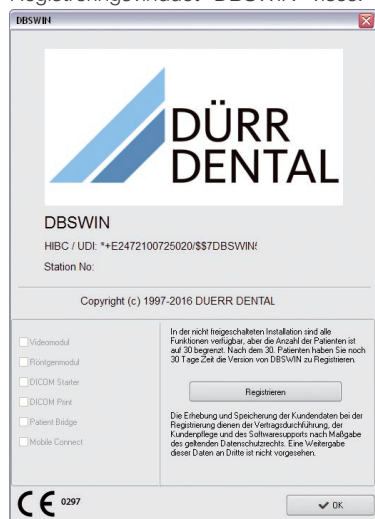 DBSWIN
DÜRR
DENTAL
DBSWIN
HIBC / UDI: *+E2472100725020/$$7DBSWIN
Station No:
Copyright (c) 1997-2016 DUERR DENTAL
Videomodul
Röntgenmodul
DICOM Starter
DICOM Print
Patient Bridge
Mobile Connect
In der nicht freigeschalteten Installation sind alle
Funktionen verfügbar, aber die Anzahl der Patienten ist
auf 30 begrenzt. Nach dem 30. Patienten haben Sie noch
30 Tage Zeit die Version von DBSWIN zu Registrieren.
Registrieren
Die Erhebung und Speicherung der Kundendaten bei der
Registrierung dienen der Vertragsdurchführung, der
Kundenpflege und des Softwaresupports nach Maßgabe
des geltenden Datenschutzrechts. Eine Weitergabe
dieser Daten an Dritte ist nicht vorgesehen.
CE 0297
OK